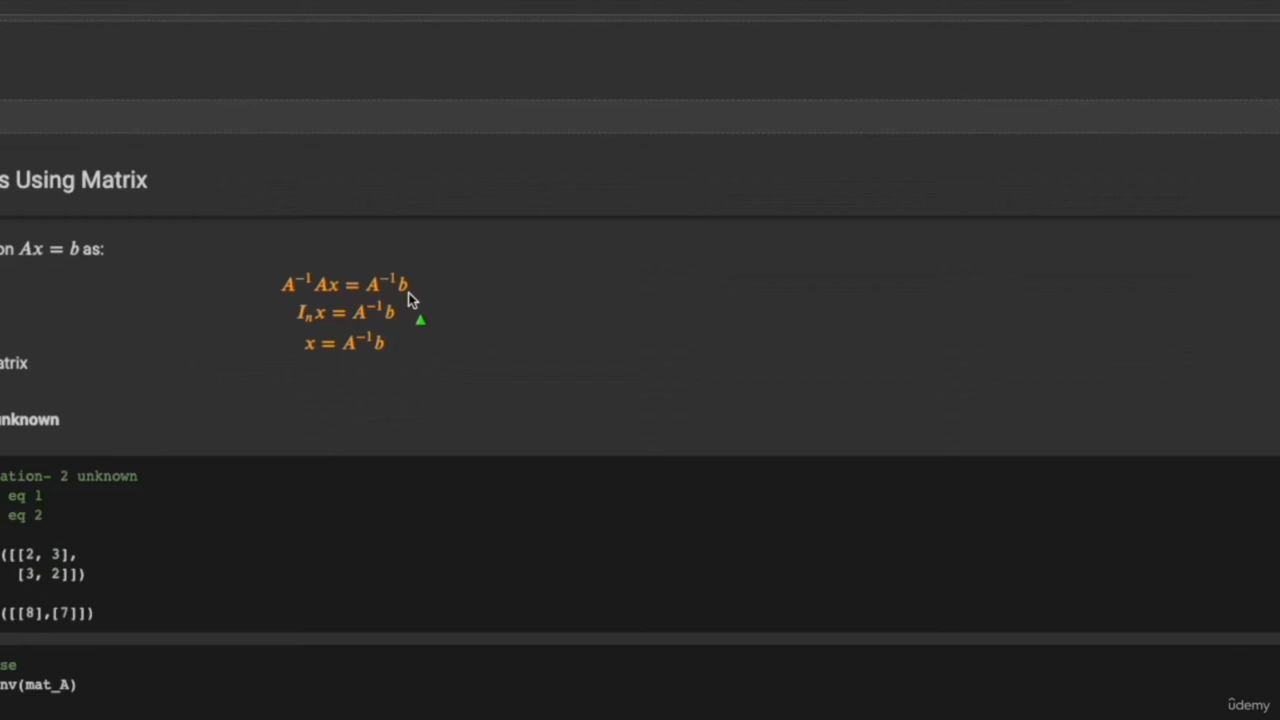 s Using Matrix
on Ax = b as:
A⁻¹Ax = A⁻¹b
Iₙx = A⁻¹b
x = A⁻¹b
atrix
unknown
ation- 2 unknown
eq 1
eq 2
([[2, 3],
[3, 2]])
([[8],[7]])
se
nv(mat_A)
ûdemy